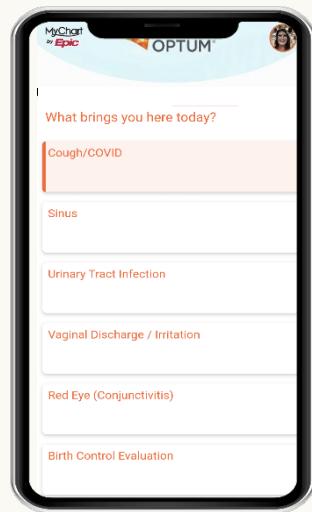 MyChart
by Epic
OPTUM®
What brings you here today?
Cough/COVID
Sinus
Urinary Tract Infection
Vaginal Discharge / Irritation
Red Eye (Conjunctivitis)
Birth Control Evaluation